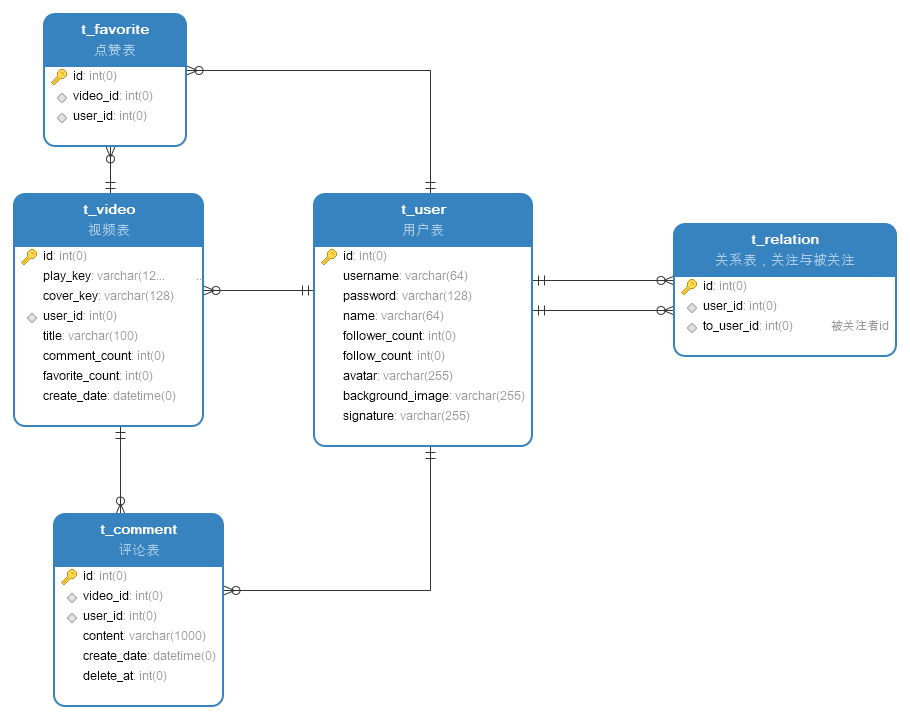 t_favorite
点赞表
id: int(0)
video_id: int(0)
user_id: int(0)
t_video
视频表
id: int(0)
play_key: varchar(12... ..
cover_key: varchar(128)
user_id: int(0)
title: varchar(100)
comment_count: int(0)
favorite_count: int(0)
create_date: datetime(0)
t_user
用户表
id: int(0)
username: varchar(64)
password: varchar(128)
name: varchar(64)
follower_count: int(0)
follow_count: int(0)
avatar: varchar(255)
background_image: varchar(255)
signature: varchar(255)
t_relation
关系表，关注与被关注
id: int(0)
user_id: int(0)
to_user_id: int(0) 被关注者id
t_comment
评论表
id: int(0)
video_id: int(0)
user_id: int(0)
content: varchar(1000)
create_date: datetime(0)
delete_at: int(0)